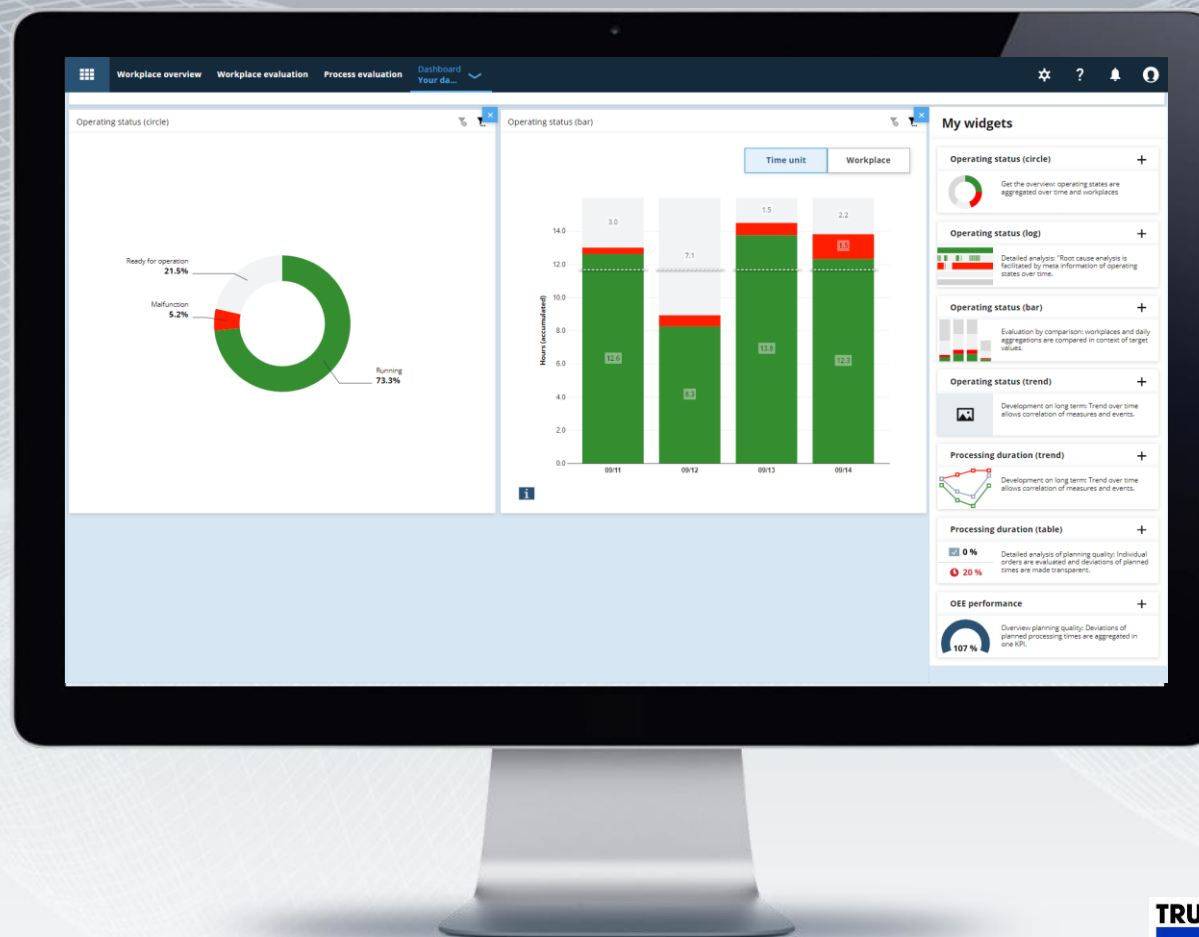 Workplace overview Workplace evaluation Process evaluation Dashboard
Your da...
?
Operating status (circle)
Ready for operation
21.5%
Malfunction
5.2%
Running
73.3%
Operating status (bar)
Time unit Workplace
Hours (accumulated)
14.0
12.0
10.0
8.0
6.0
4.0
2.0
0.0
3.0
7.1
1.5
2.2
1.5
12.6
8.3
13.8
12.3
09/11 09/12 09/13 09/14
i
My widgets
Operating status (circle) +
Get the overview: operating states are
aggregated over time and workplaces
Operating status (log) +
Detailed analysis: "Root cause analysis is
facilitated by meta information of operating
states over time.
Operating status (bar) +
Evaluation by comparison: workplaces and daily
aggregations are compared in context of target
values.
Operating status (trend) +
Development on long term: Trend over time
allows correlation of measures and events.
Processing duration (trend) +
Development on long term: Trend over time
allows correlation of measures and events.
Processing duration (table) +
0 %
20 %
Detailed analysis of planning quality: Individual
orders are evaluated and deviations of planned
times are made transparent.
OEE performance +
107 %
Overview planning quality: Deviations of
planned processing times are aggregated in
one KPI.
TRU